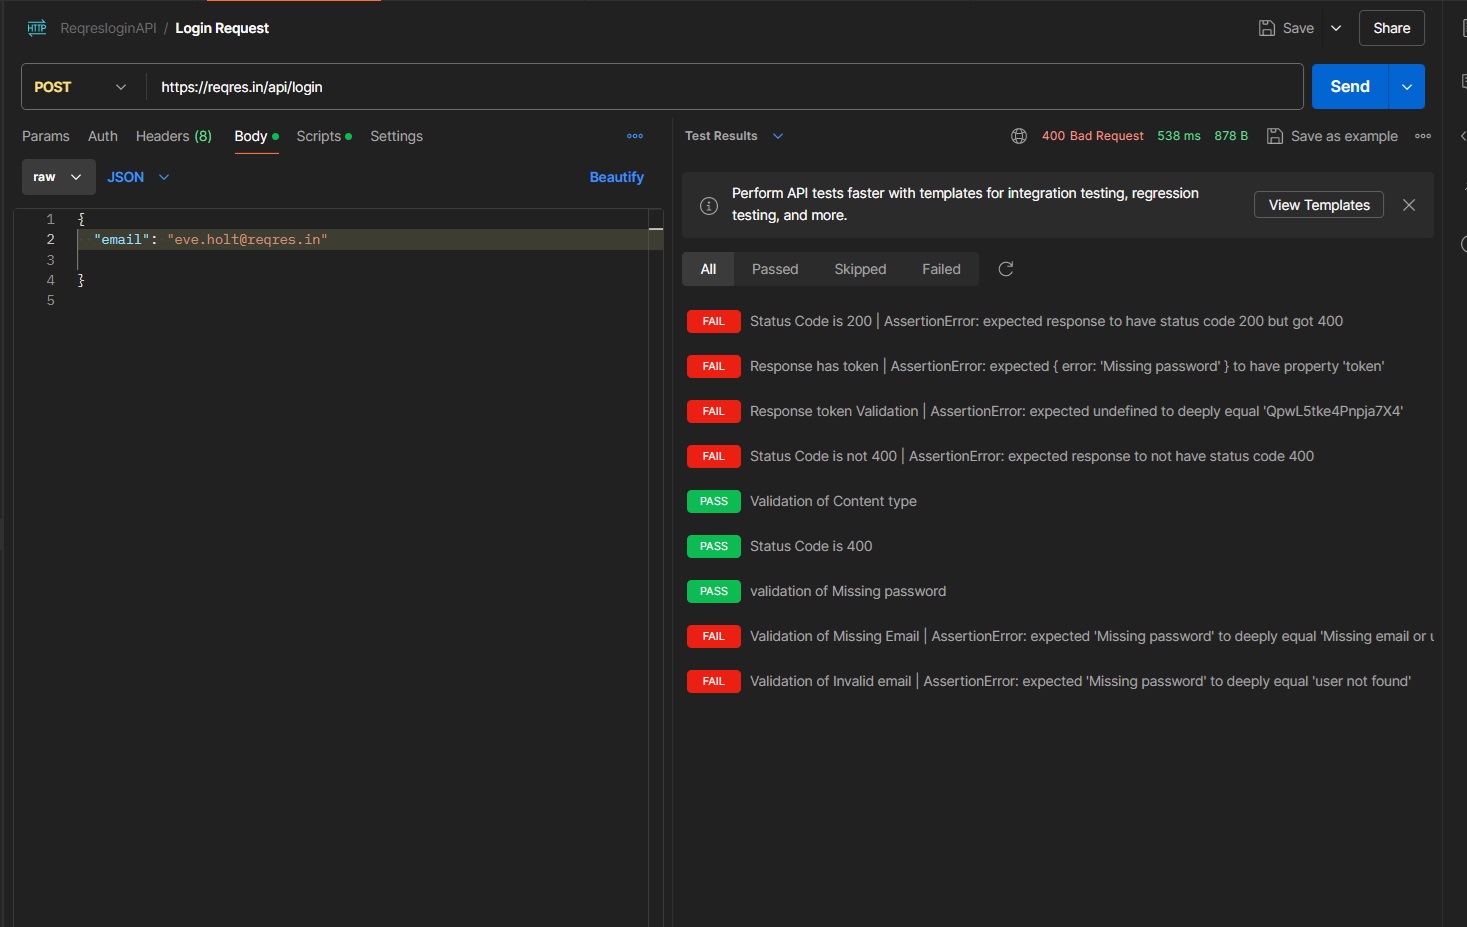 HTTP ReqresloginAPI / Login Request
Save
Share
POST
https://reqres.in/api/login
Send
Params Auth Headers (8) Body Scripts Settings
raw
JSON
Beautify
1 {
2 "email": "eve.holt@reqres.in"
3
4 }
5
Test Results
400 Bad Request 538 ms 878 B Save as example
Perform API tests faster with templates for integration testing, regression
testing, and more.
View Templates
All Passed Skipped Failed
FAIL Status Code is 200 | AssertionError: expected response to have status code 200 but got 400
FAIL Response has token | AssertionError: expected { error: 'Missing password' } to have property 'token'
FAIL Response token Validation | AssertionError: expected undefined to deeply equal 'QpwL5tke4Pnpja7X4'
FAIL Status Code is not 400 | AssertionError: expected response to not have status code 400
PASS Validation of Content type
PASS Status Code is 400
PASS validation of Missing password
FAIL Validation of Missing Email | AssertionError: expected 'Missing password' to deeply equal 'Missing email or
FAIL Validation of Invalid email | AssertionError: expected 'Missing password' to deeply equal 'user not found'